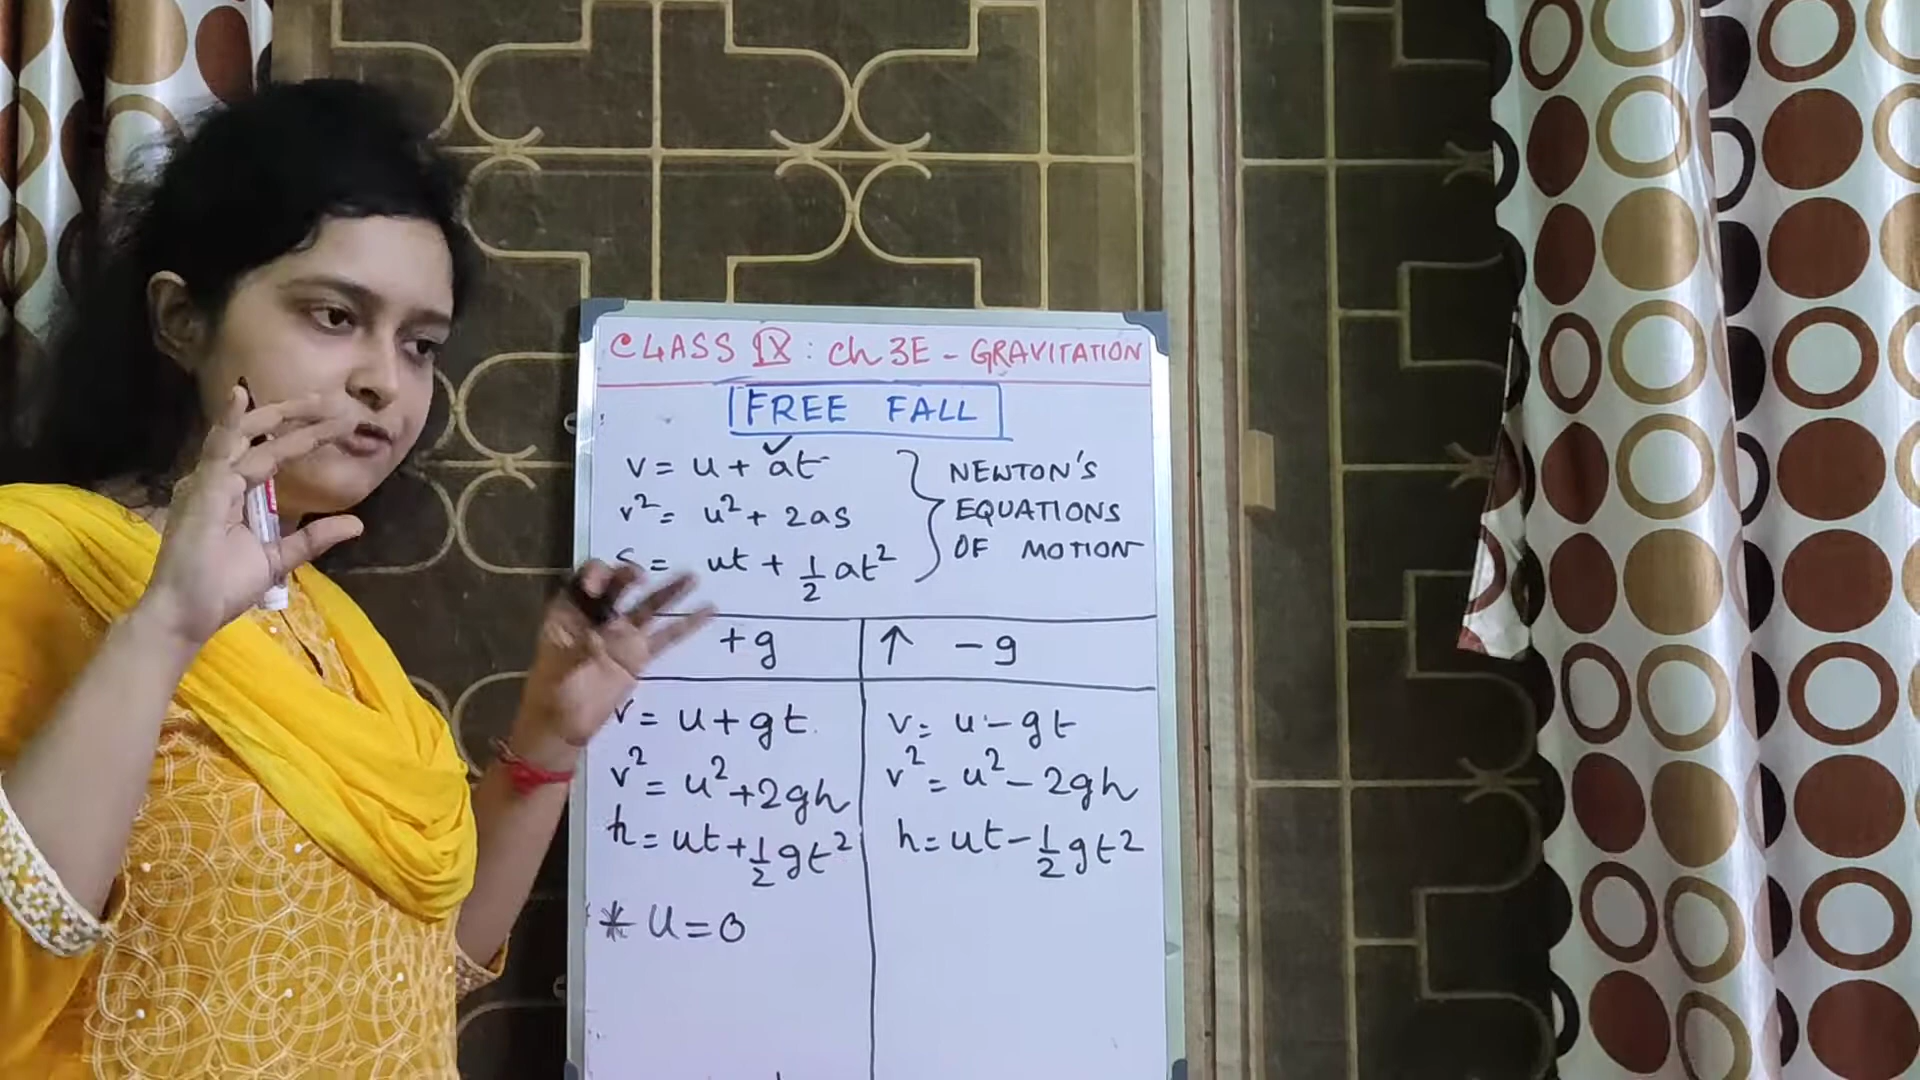 CLASS IX : Ch 3E - GRAVITATION
FREE FALL
v = u + at
v² = u² + 2as
s = ut + 1/2 at²
NEWTON'S
EQUATIONS
OF MOTION
+g
↑ -g
v = u + gt
v² = u² + 2gh
h = ut + 1/2 gt²
* u = 0
v = u - gt
v² = u² - 2gh
h = ut - 1/2 gt²